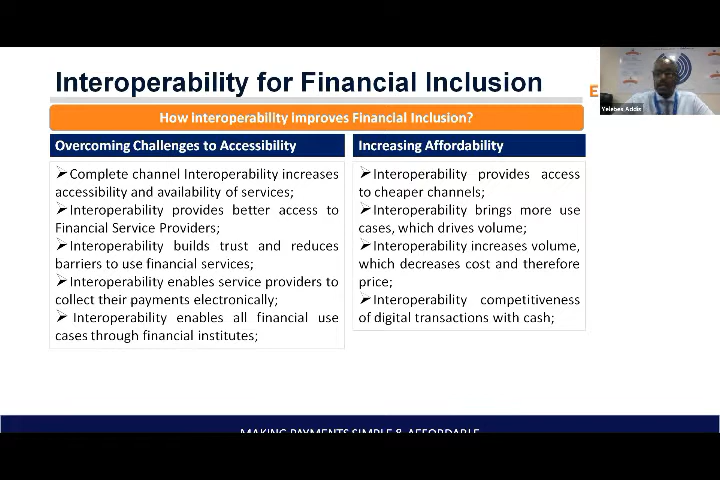 Interoperability for Financial Inclusion
E
Yelebek Addis
How interoperability improves Financial Inclusion?
Overcoming Challenges to Accessibility
➢Complete channel Interoperability increases
accessibility and availability of services;
➢Interoperability provides better access to
Financial Service Providers;
➢Interoperability builds trust and reduces
barriers to use financial services;
➢Interoperability enables service providers to
collect their payments electronically;
➢Interoperability enables all financial use
cases through financial institutes;
Increasing Affordability
➢Interoperability provides access
to cheaper channels;
➢Interoperability brings more use
cases, which drives volume;
➢Interoperability increases volume,
which decreases cost and therefore
price;
➢Interoperability competitiveness
of digital transactions with cash;
MAKING PAYMENTS SIMPLE & AFFORDABLE